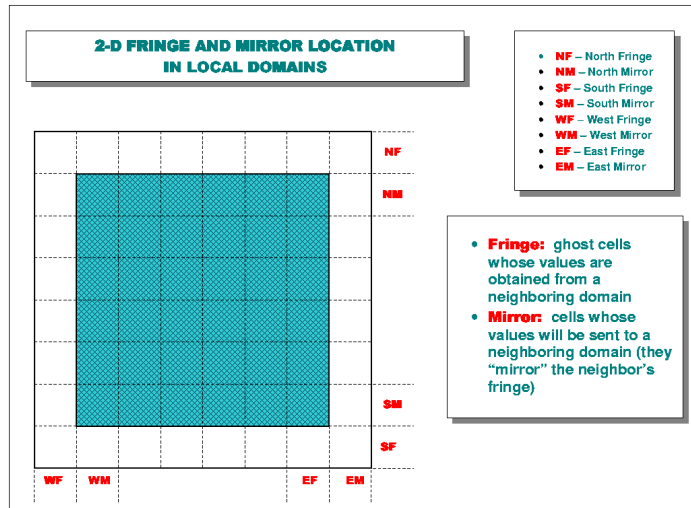 2-D FRINGE AND MIRROR LOCATION
IN LOCAL DOMAINS
• NF – North Fringe
• NM – North Mirror
• SF – South Fringe
• SM – South Mirror
• WF – West Fringe
• WM – West Mirror
• EF – East Fringe
• EM – East Mirror
NF
NM
SM
SF
WF WM EF EM
• Fringe: ghost cells
whose values are
obtained from a
neighboring domain
• Mirror: cells whose
values will be sent to a
neighboring domain (they
“mirror” the neighbor’s
fringe)